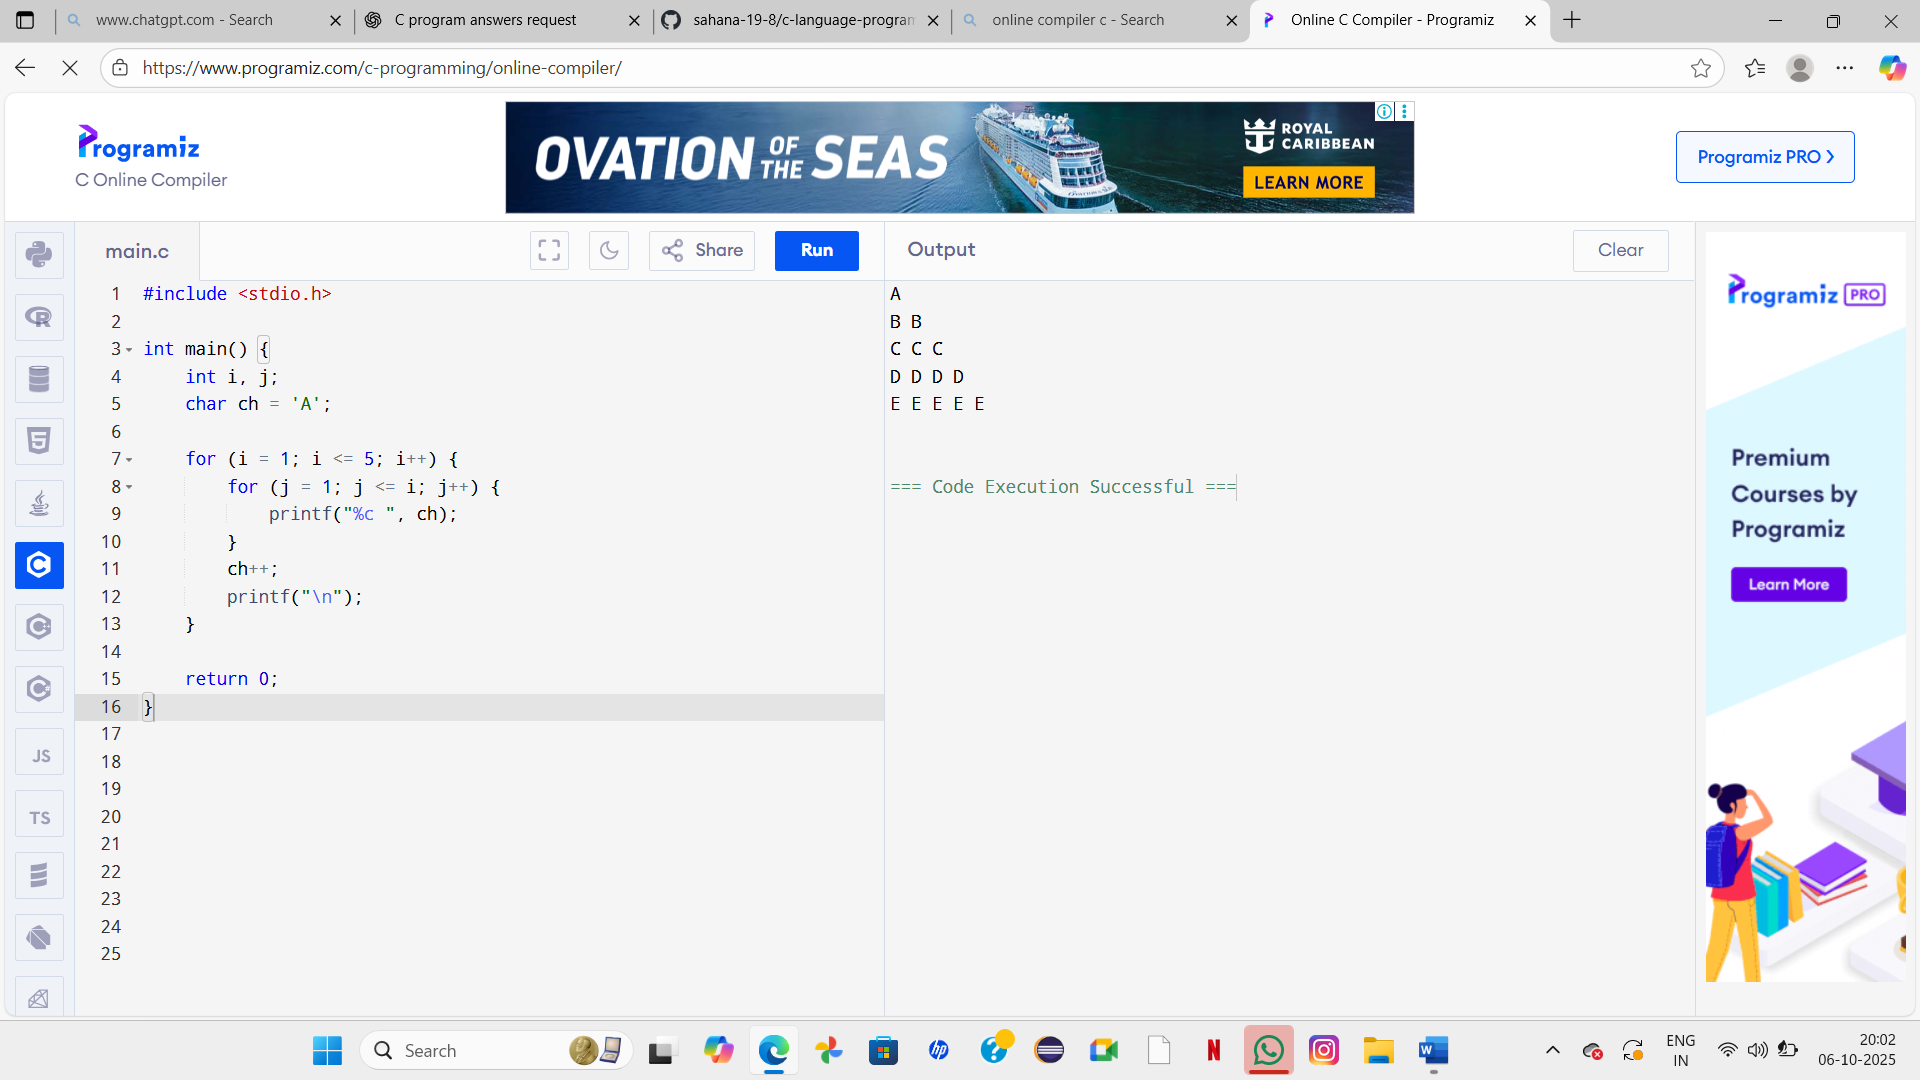 www.chatgpt.com - Search
C program answers request
sahana-19-8/c-language-program
online compiler c - Search
Online C Compiler - Programiz
https://www.programiz.com/c-programming/online-compiler/
Programiz
C Online Compiler
OVATION OF THE SEAS
ROYAL CARIBBEAN
LEARN MORE
Programiz PRO
main.c
Share
Run
Output
Clear
1 #include <stdio.h>
2
3 int main() {
4 int i, j;
5 char ch = 'A';
6
7 for (i = 1; i <= 5; i++) {
8 for (j = 1; j <= i; j++) {
9 printf("%c ", ch);
10 }
11 ch++;
12 printf("\n");
13 }
14
15 return 0;
16 }
17
18
19
20
21
22
23
24
25
A
B B
C C C
D D D D
E E E E E
=== Code Execution Successful ===
JS
TS
Programiz PRO
Premium
Courses by
Programiz
Learn More
Search
hp
N
W
ENG
IN
20:02
06-10-2025